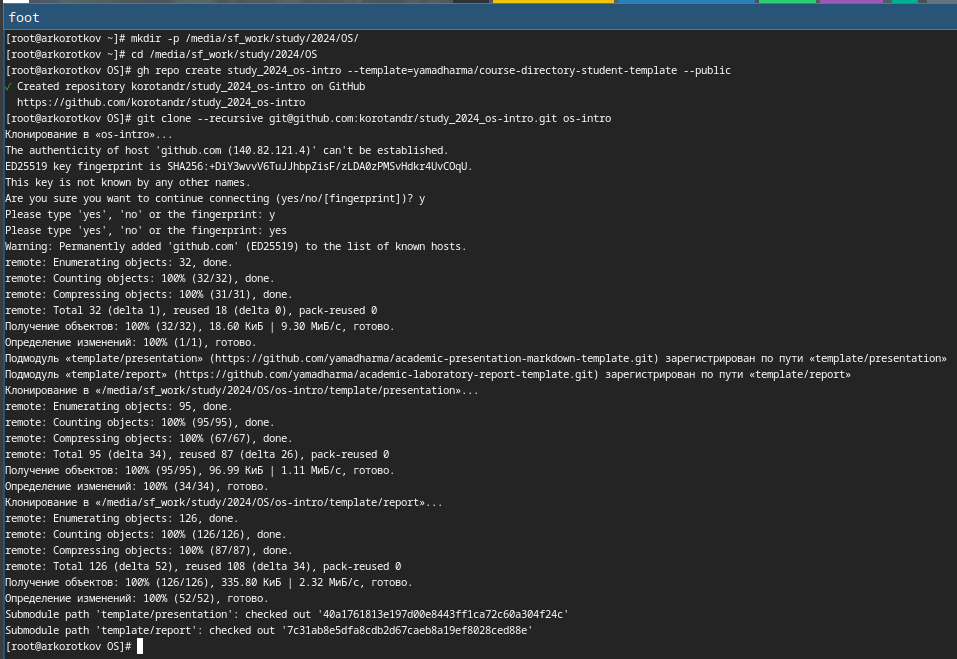 foot
[root@arkorotkov ~]# mkdir -p /media/sf_work/study/2024/OS/
[root@arkorotkov ~]# cd /media/sf_work/study/2024/OS
[root@arkorotkov OS]# gh repo create study_2024_os-intro --template=yamadharma/course-directory-student-template --public
✓ Created repository korotandr/study_2024_os-intro on GitHub
  https://github.com/korotandr/study_2024_os-intro
[root@arkorotkov OS]# git clone --recursive git@github.com:korotandr/study_2024_os-intro.git os-intro
Клонирование в «os-intro»...
The authenticity of host 'github.com (140.82.121.4)' can't be established.
ED25519 key fingerprint is SHA256:+DiY3wvvV6TuJJhbpZisF/zLDA0zPMSvHdkr4UvCOqU.
This key is not known by any other names.
Are you sure you want to continue connecting (yes/no/[fingerprint])? y
Please type 'yes', 'no' or the fingerprint: y
Please type 'yes', 'no' or the fingerprint: yes
Warning: Permanently added 'github.com' (ED25519) to the list of known hosts.
remote: Enumerating objects: 32, done.
remote: Counting objects: 100% (32/32), done.
remote: Compressing objects: 100% (31/31), done.
remote: Total 32 (delta 1), reused 18 (delta 0), pack-reused 0
Получение объектов: 100% (32/32), 18.60 КиБ | 9.30 МиБ/с, готово.
Определение изменений: 100% (1/1), готово.
Подмодуль «template/presentation» (https://github.com/yamadharma/academic-presentation-markdown-template.git) зарегистрирован по пути «template/presentation»
Подмодуль «template/report» (https://github.com/yamadharma/academic-laboratory-report-template.git) зарегистрирован по пути «template/report»
Клонирование в «/media/sf_work/study/2024/OS/os-intro/template/presentation»...
remote: Enumerating objects: 95, done.
remote: Counting objects: 100% (95/95), done.
remote: Compressing objects: 100% (67/67), done.
remote: Total 95 (delta 34), reused 87 (delta 26), pack-reused 0
Получение объектов: 100% (95/95), 96.99 КиБ | 1.11 МиБ/с, готово.
Определение изменений: 100% (34/34), готово.
Клонирование в «/media/sf_work/study/2024/OS/os-intro/template/report»...
remote: Enumerating objects: 126, done.
remote: Counting objects: 100% (126/126), done.
remote: Compressing objects: 100% (87/87), done.
remote: Total 126 (delta 52), reused 108 (delta 34), pack-reused 0
Получение объектов: 100% (126/126), 335.80 КиБ | 2.32 МиБ/с, готово.
Определение изменений: 100% (52/52), готово.
Submodule path 'template/presentation': checked out '40a1761813e197d00e8443ff1ca72c60a304f24c'
Submodule path 'template/report': checked out '7c31ab8e5dfa8cdb2d67caeb8a19ef8028ced88e'
[root@arkorotkov OS]#